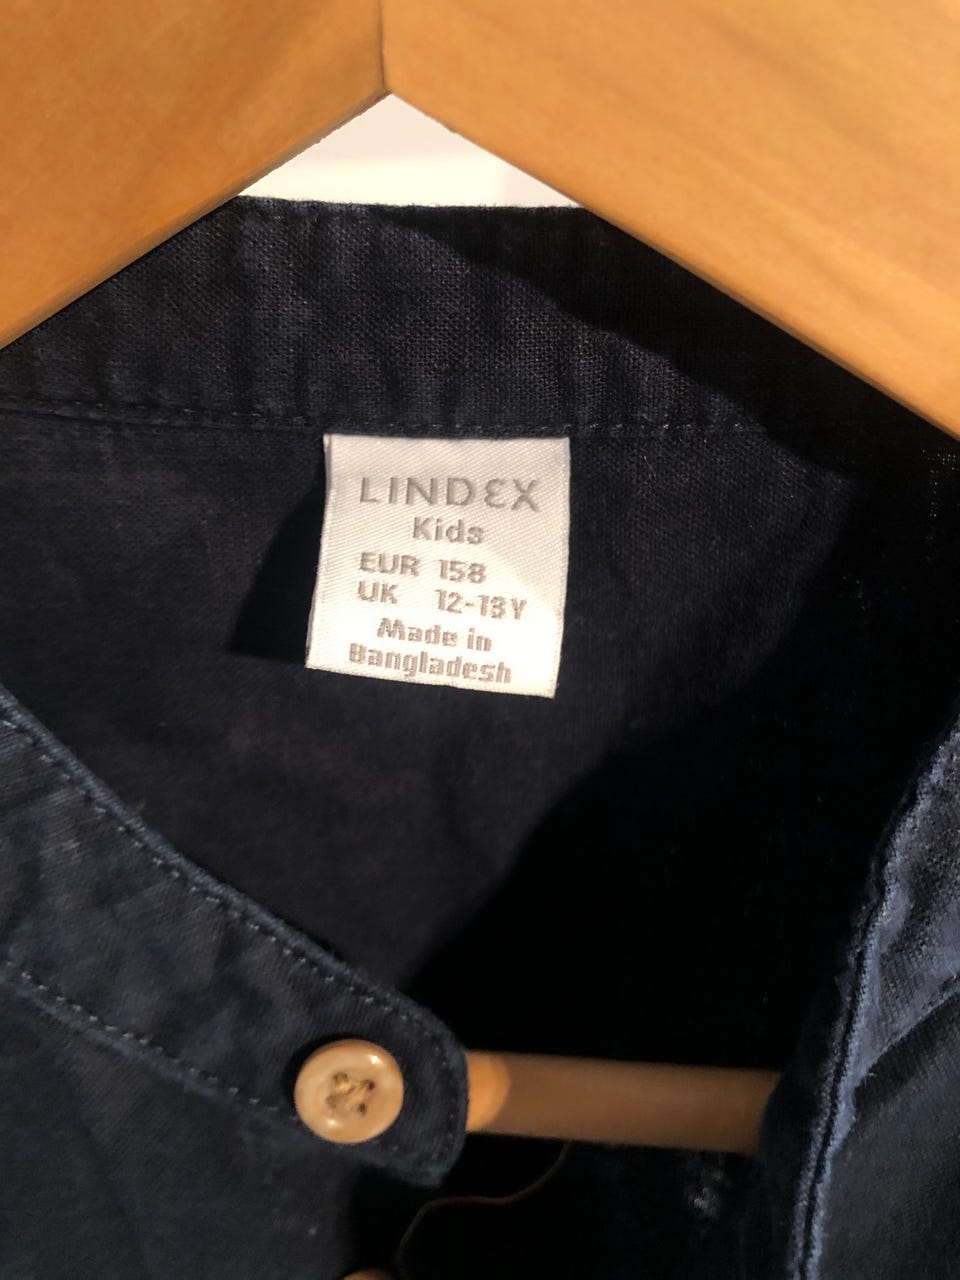 LINDEX
Kids
EUR 158
UK 12-13Y
Made in
Bangladesh